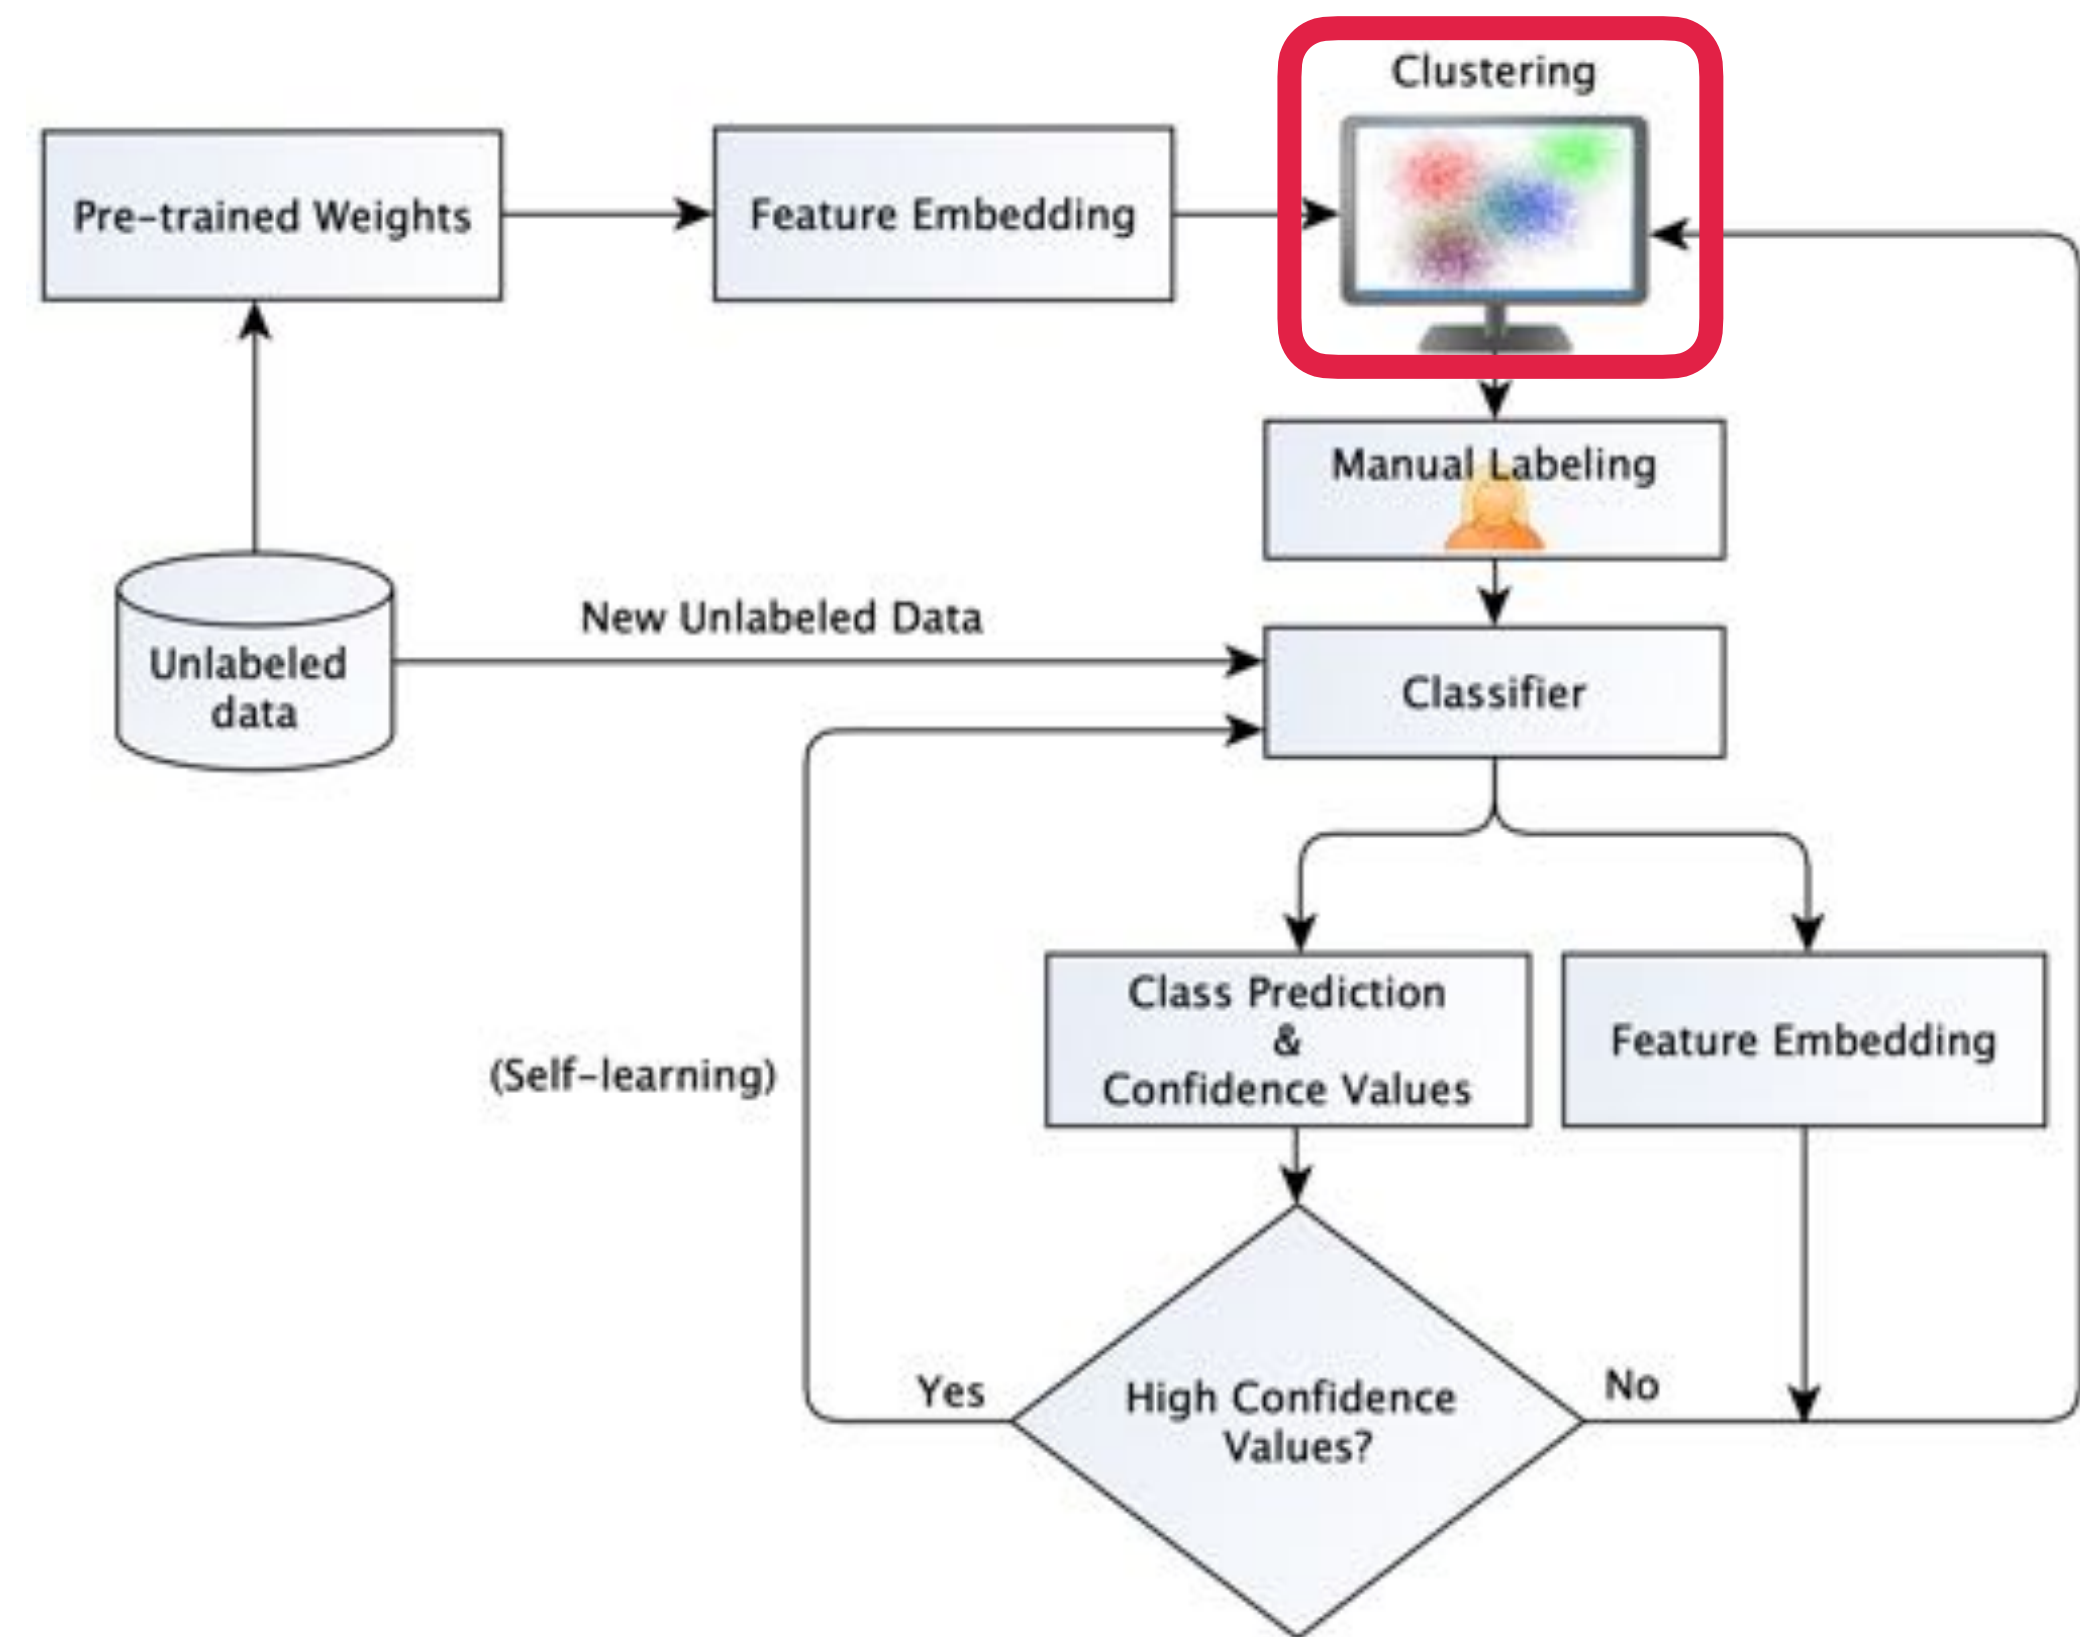 Clustering
Pre-trained Weights
Feature Embedding
Manual Labeling
New Unlabeled Data
Unlabeled
data
Classifier
Class Prediction
&
Confidence Values
Feature Embedding
(Self-learning)
Yes
High Confidence
Values?
No